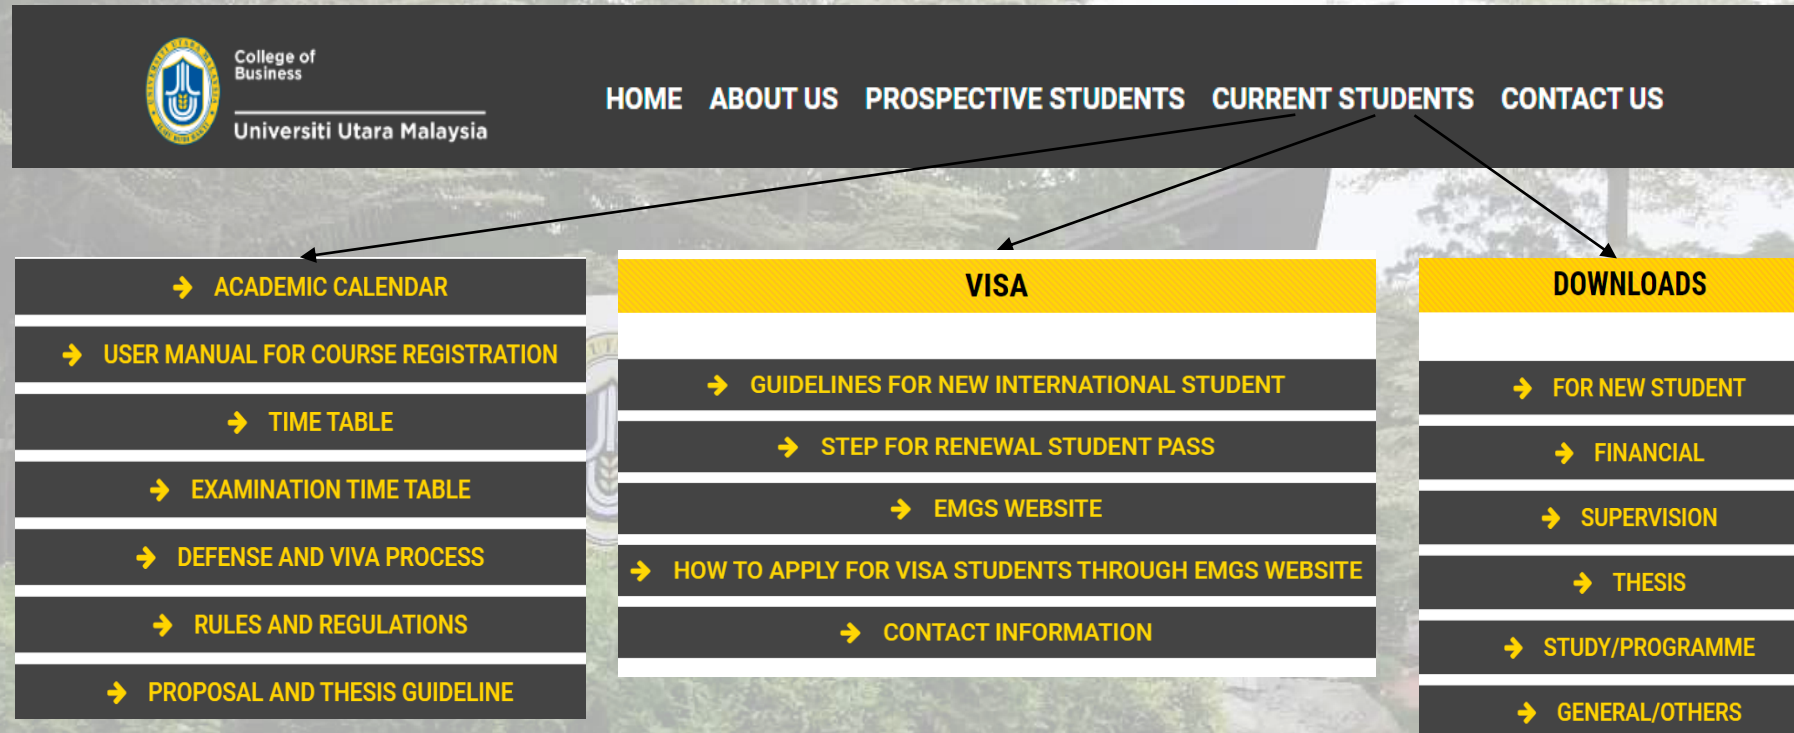 College of
Business
Universiti Utara Malaysia
HOME ABOUT US PROSPECTIVE STUDENTS CURRENT STUDENTS CONTACT US
ACADEMIC CALENDAR
USER MANUAL FOR COURSE REGISTRATION
TIME TABLE
EXAMINATION TIME TABLE
DEFENSE AND VIVA PROCESS
RULES AND REGULATIONS
PROPOSAL AND THESIS GUIDELINE
VISA
GUIDELINES FOR NEW INTERNATIONAL STUDENT
STEP FOR RENEWAL STUDENT PASS
EMGS WEBSITE
HOW TO APPLY FOR VISA STUDENTS THROUGH EMGS WEBSITE
CONTACT INFORMATION
DOWNLOADS
FOR NEW STUDENT
FINANCIAL
SUPERVISION
THESIS
STUDY/PROGRAMME
GENERAL/OTHERS